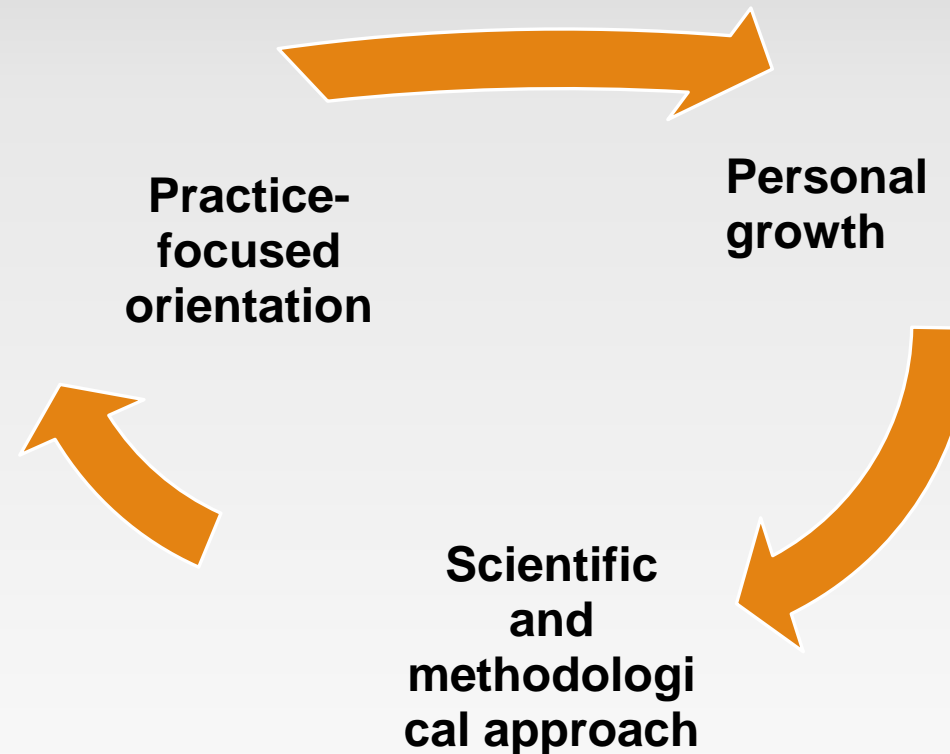 Practice-
focused
orientation
Personal
growth
Scientific
and
methodologi
cal approach